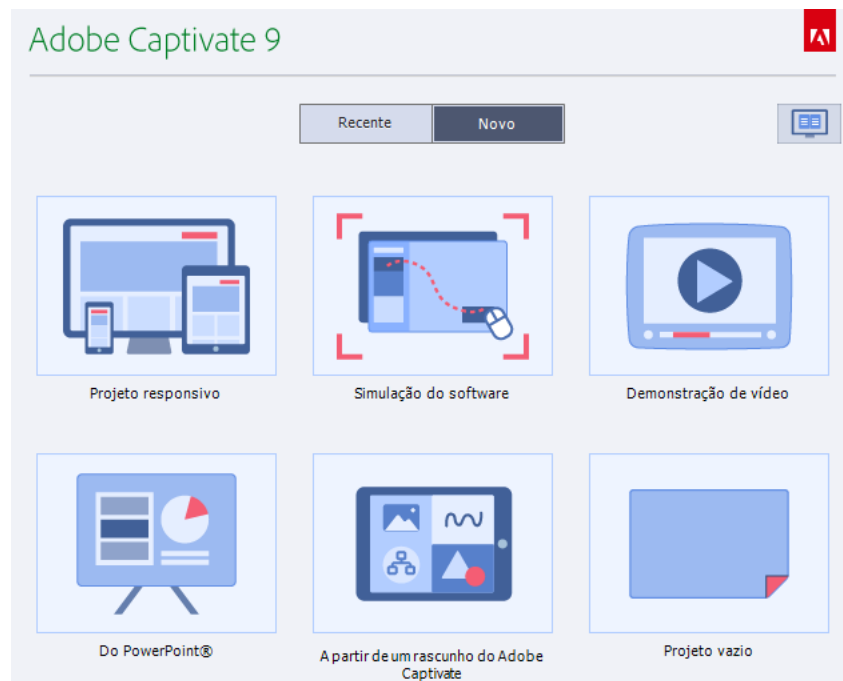 Adobe Captivate 9
Recente Novo
Projeto responsivo
Simulação do software
Demonstração de vídeo
Do PowerPoint®
A partir de um rascunho do Adobe
Captivate
Projeto vazio